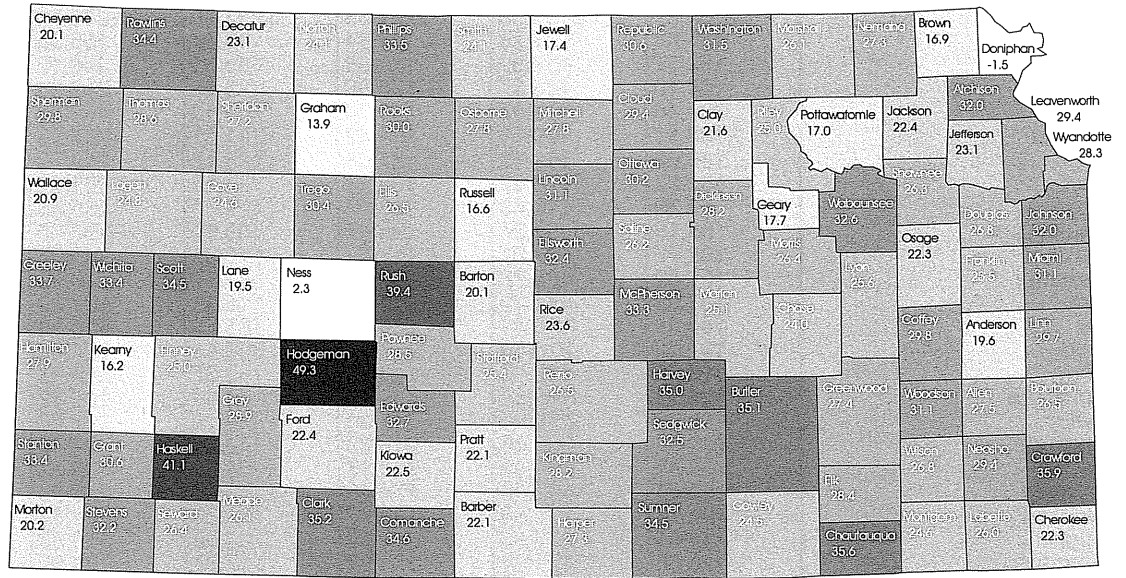 Cheyenne
20.1
Rawlins
34.4
Decatur
23.1
Norton
24.1
Phillips
33.5
Smith
24.1
Jewell
17.4
Republic
30.6
Washington
31.5
Marshall
26.1
Nemaha
27.3
Brown
16.9
Doniphan
-1.5
Sherman
29.8
Thomas
28.6
Sheridan
27.2
Graham
13.9
Rooks
30.0
Osborne
27.8
Mitchell
27.8
Cloud
29.4
Clay
21.6
Riley
25.0
Pottawatomie
17.0
Jackson
22.4
Atchison
32.0
Jefferson
23.1
Leavenworth
29.4
Wyandotte
28.3
Wallace
20.9
Logan
24.8
Gove
24.6
Trego
30.4
Ellis
26.5
Russell
16.6
Lincoln
31.1
Ottawa
30.2
Saline
26.2
Dickinson
28.2
Geary
17.7
Wabaunsee
32.6
Shawnee
Douglas
26.8
Johnson
32.0
Greeley
33.7
Wichita
33.4
Scott
34.5
Lane
19.5
Ness
2.3
Rush
39.4
Barton
20.1
Ellsworth
32.4
Rice
23.6
McPherson
33.3
Marion
25.1
Morris
26.4
Chase
24.0
Lyon
25.6
Osage
22.3
Franklin
Miami
31.1
Hamilton
27.9
Kearny
16.2
Finney
25.0
Hodgeman
49.3
Pawnee
28.5
Stafford
25.4
Reno
26.5
Harvey
35.0
Butler
35.1
Greenwood
27.4
Coffey
29.8
Anderson
19.6
Linn
29.7
Gray
28.9
Ford
22.4
Edwards
32.7
Sedgwick
32.5
Woodson
31.1
Allen
27.5
Bourbon
26.5
Stanton
33.4
Grant
30.6
Haskell
41.1
Kiowa
22.5
Pratt
22.1
Kingman
28.2
Wilson
26.8
Neosho
29.4
Crawford
35.9
Morton
20.2
Stevens
32.2
Seward
26.4
Meade
26.1
Clark
35.2
Comanche
34.6
Barber
22.1
Harper
27.3
Sumner
34.5
Cowley
24.5
Elk
28.4
Chautauqua
35.6
Montgom
24.6
Labette
26.0
Cherokee
22.3